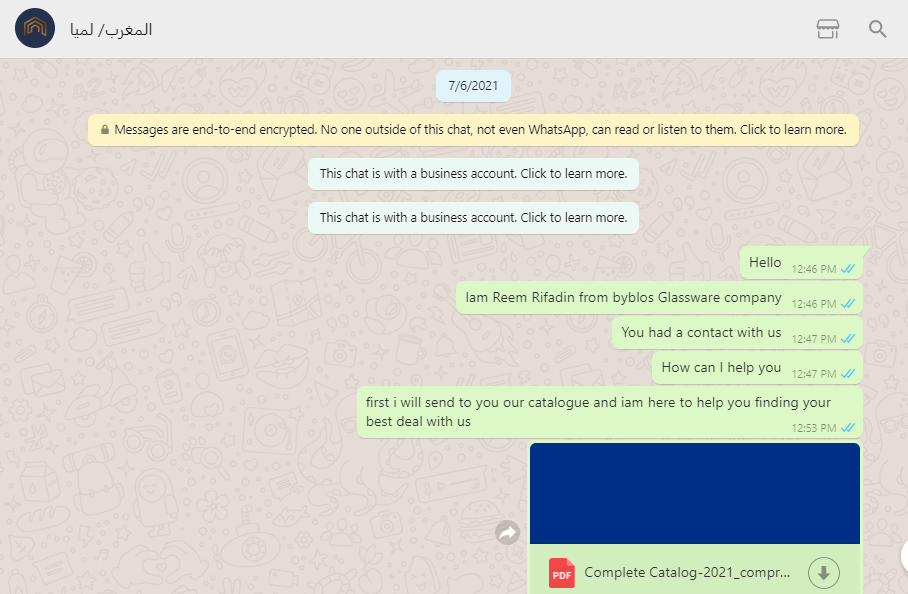 المغرب/ لميا
7/6/2021
Messages are end-to-end encrypted. No one outside of this chat, not even WhatsApp, can read or listen to them. Click to learn more.
This chat is with a business account. Click to learn more.
This chat is with a business account. Click to learn more.
Hello 12:46 PM
Iam Reem Rifadin from byblos Glassware company 12:46 PM
You had a contact with us 12:47 PM
How can I help you 12:47 PM
first i will send to you our catalogue and iam here to help you finding your
best deal with us 12:53 PM
PDF Complete Catalog-2021_compr...